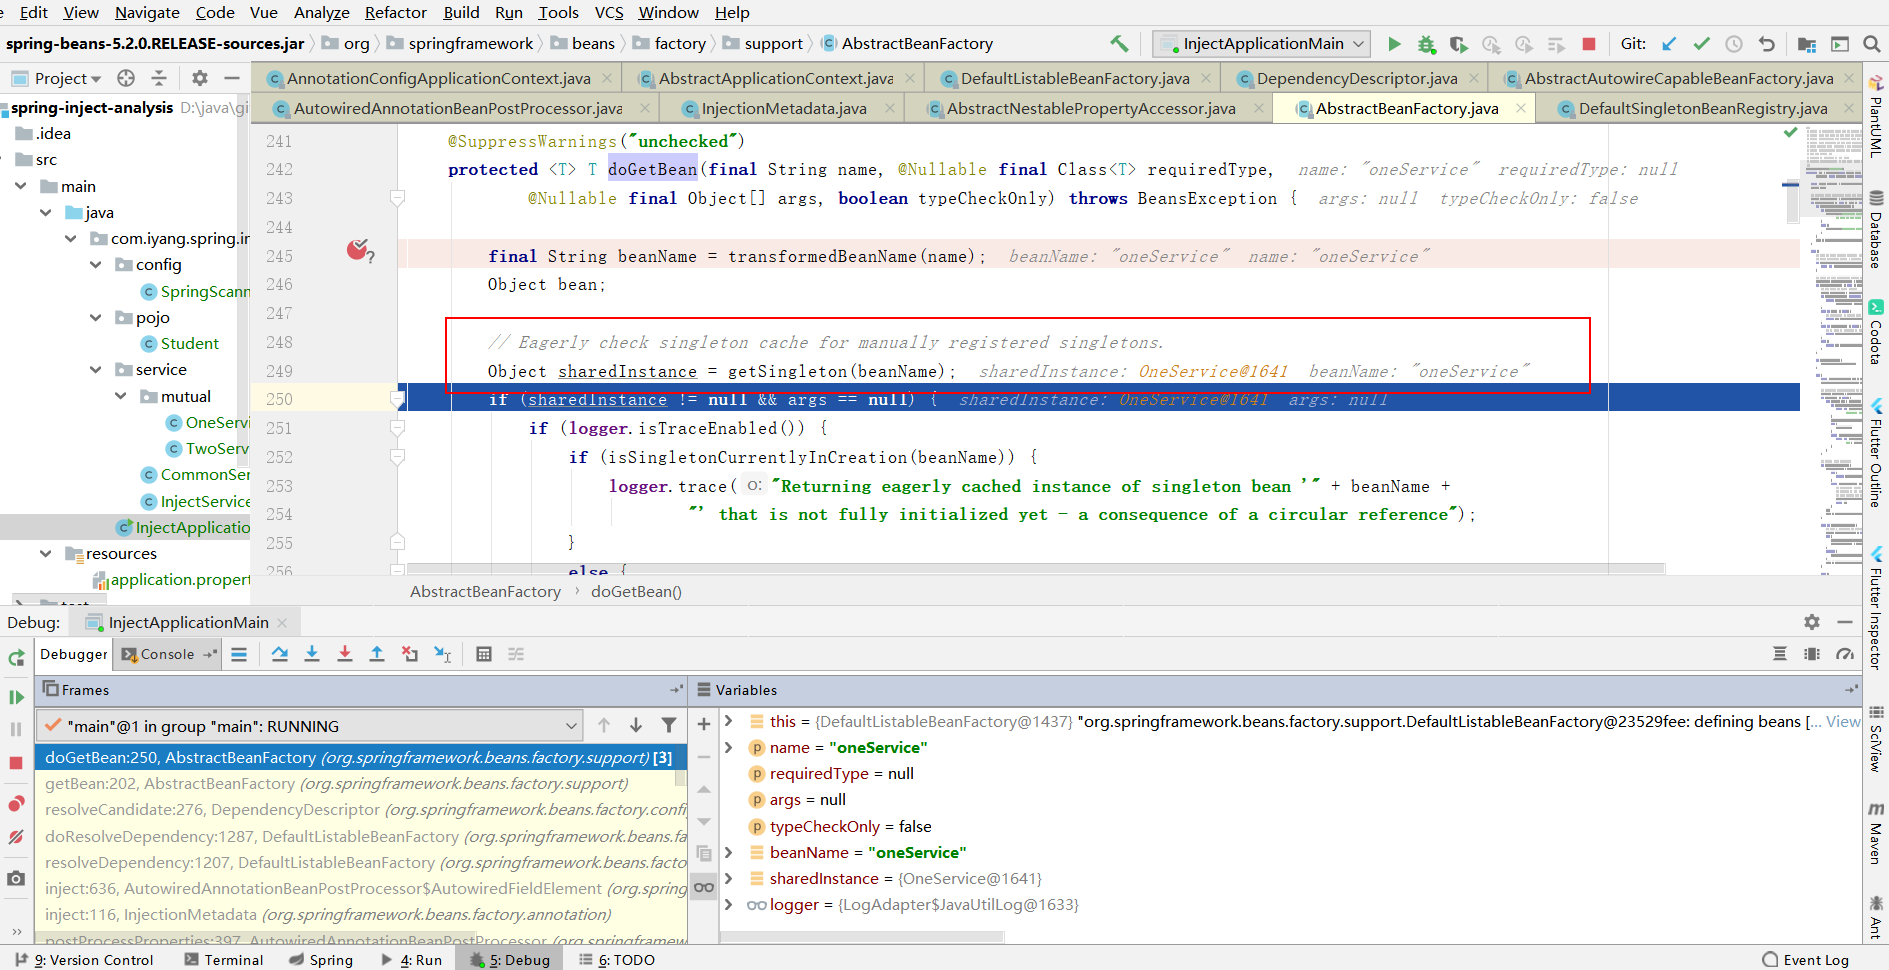 Edit View Navigate Code Vue Analyze Refactor Build Run Tools VCS Window Help
spring-beans-5.2.0.RELEASE-sources.jar org springframework beans factory support AbstractBeanFactory InjectApplicationMain Git:
Project
AnnotationConfigApplicationContext.java AbstractApplicationContext.java DefaultListableBeanFactory.java DependencyDescriptor.java AbstractAutowireCapableBeanFactory.java
AutowiredAnnotationBeanPostProcessor.java InjectionMetadata.java AbstractNestablePropertyAccessor.java AbstractBeanFactory.java DefaultSingletonBeanRegistry.java
spring-inject-analysis D:\java\gi
.idea
src
main
java
com.iyang.spring.in
config
SpringScann
pojo
Student
service
mutual
OneServi
TwoServ
CommonSer
InjectService
InjectApplicatio
resources
application.propert
241 @SuppressWarnings("unchecked")
242 protected <T> T doGetBean(final String name, @Nullable final Class<T> requiredType, name: "oneService" requiredType: null
243 @Nullable final Object[] args, boolean typeCheckOnly) throws BeansException { args: null typeCheckOnly: false
244
245 final String beanName = transformedBeanName(name); beanName: "oneService" name: "oneService"
246 Object bean;
247
248 // Eagerly check singleton cache for manually registered singletons.
249 Object sharedInstance = getSingleton(beanName); sharedInstance: OneService@1641 beanName: "oneService"
250 if (sharedInstance != null && args == null) { sharedInstance: OneService@1641 args: null
251 if (logger.isTraceEnabled()) {
252 if (isSingletonCurrentlyInCreation(beanName)) {
253 logger.trace( o: "Returning eagerly cached instance of singleton bean '" + beanName +
254 "' that is not fully initialized yet - a consequence of a circular reference");
255 }
256 else {
AbstractBeanFactory › doGetBean()
PlantUML
Database
Codota
Flutter Outline
Flutter Inspector
SciView
Maven
Ant
Debug: InjectApplicationMain
Debugger Console
Frames
"main"@1 in group "main": RUNNING
doGetBean:250, AbstractBeanFactory (org.springframework.beans.factory.support) [3]
getBean:202, AbstractBeanFactory (org.springframework.beans.factory.support)
resolveCandidate:276, DependencyDescriptor (org.springframework.beans.factory.confi
doResolveDependency:1287, DefaultListableBeanFactory (org.springframework.beans.fa
resolveDependency:1207, DefaultListableBeanFactory (org.springframework.beans.facto
inject:636, AutowiredAnnotationBeanPostProcessor$AutowiredFieldElement (org.spring
inject:116, InjectionMetadata (org.springframework.beans.factory.annotation)
postProcessProperties:397, AutowiredAnnotationBeanPostProcessor (org.springframew
Variables
this = {DefaultListableBeanFactory@1437} "org.springframework.beans.factory.support.DefaultListableBeanFactory@23529fee: defining beans [... View
name = "oneService"
requiredType = null
args = null
typeCheckOnly = false
beanName = "oneService"
sharedInstance = {OneService@1641}
logger = {LogAdapter$JavaUtilLog@1633}
9: Version Control Terminal Spring 4: Run 5: Debug 6: TODO Event Log